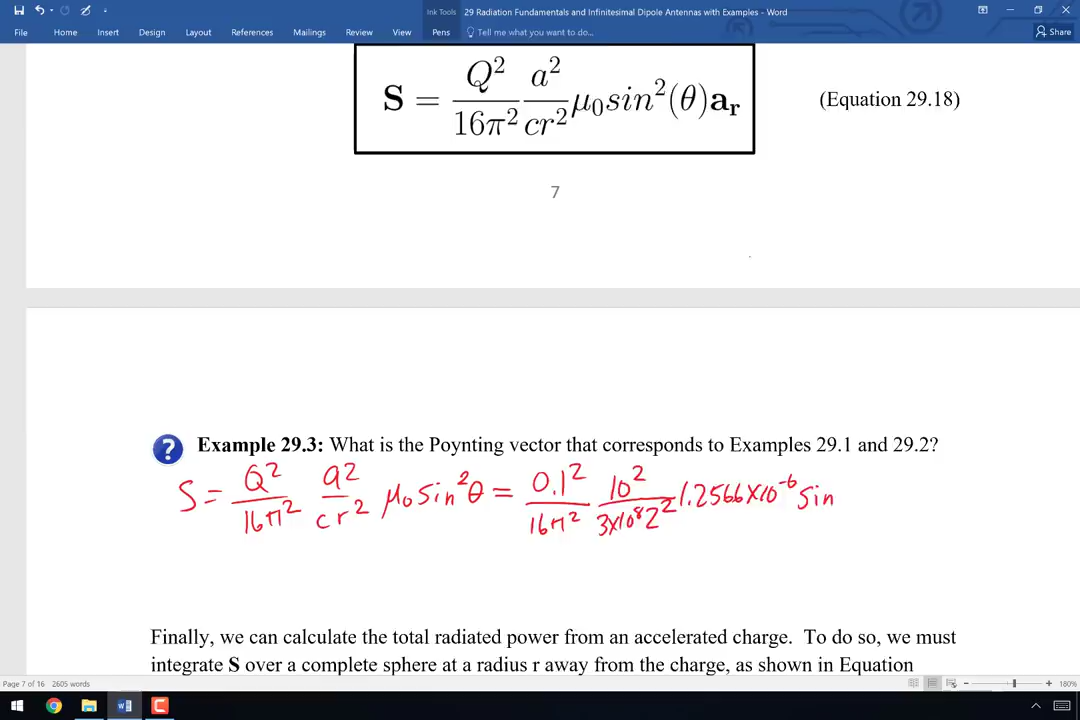 Ink Tools 29 Radiation Fundamentals and Infinitesimal Dipole Antennas with Examples - Word
File Home Insert Design Layout References Mailings Review View Pens Tell me what you want to do... Share
S = Q² / 16π² a² / cr² μ₀sin²(θ)aᵣ (Equation 29.18)
7
? Example 29.3: What is the Poynting vector that corresponds to Examples 29.1 and 29.2?
S = Q² / 16π² a² / cr² μ₀ sin²θ = 0.1² / 16π² 10² / 3x10⁸2² 1.2566x10⁻⁶ sin
Finally, we can calculate the total radiated power from an accelerated charge. To do so, we must
integrate S over a complete sphere at a radius r away from the charge, as shown in Equation
Page 7 of 16 2605 words 180%